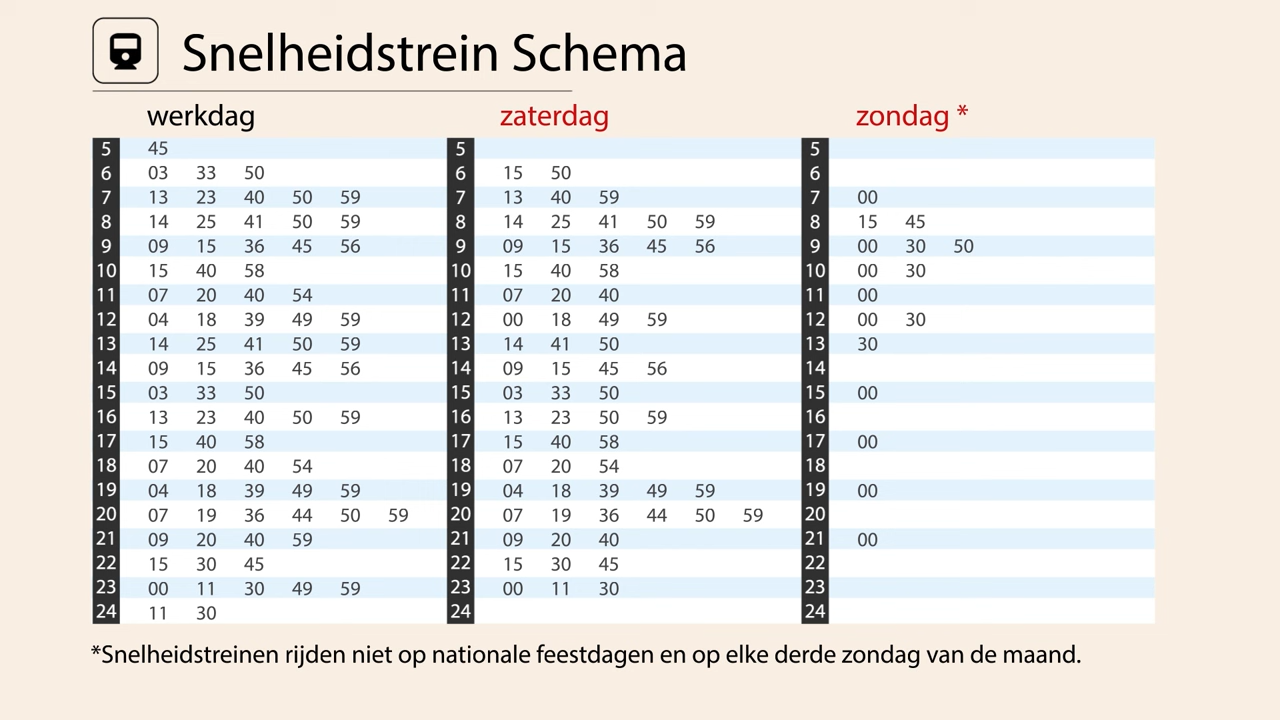 Snelheidstrein Schema
werkdag zaterdag zondag *
5 45 5 5
6 03 33 50 6 15 50 6
7 13 23 40 50 59 7 13 40 59 7 00
8 14 25 41 50 59 8 14 25 41 50 59 8 15 45
9 09 15 36 45 56 9 09 15 36 45 56 9 00 30 50
10 15 40 58 10 15 40 58 10 00 30
11 07 20 40 54 11 07 20 40 11 00
12 04 18 39 49 59 12 00 18 49 59 12 00 30
13 14 25 41 50 59 13 14 41 50 13 30
14 09 15 36 45 56 14 09 15 45 56 14
15 03 33 50 15 03 33 50 15 00
16 13 23 40 50 59 16 13 23 50 59 16
17 15 40 58 17 15 40 58 17 00
18 07 20 40 54 18 07 20 54 18
19 04 18 39 49 59 19 04 18 39 49 59 19 00
20 07 19 36 44 50 59 20 07 19 36 44 50 59 20
21 09 20 40 59 21 09 20 40 21 00
22 15 30 45 22 15 30 45 22
23 00 11 30 49 59 23 00 11 30 23
24 11 30 24 24
*Snelheidstreinen rijden niet op nationale feestdagen en op elke derde zondag van de maand.